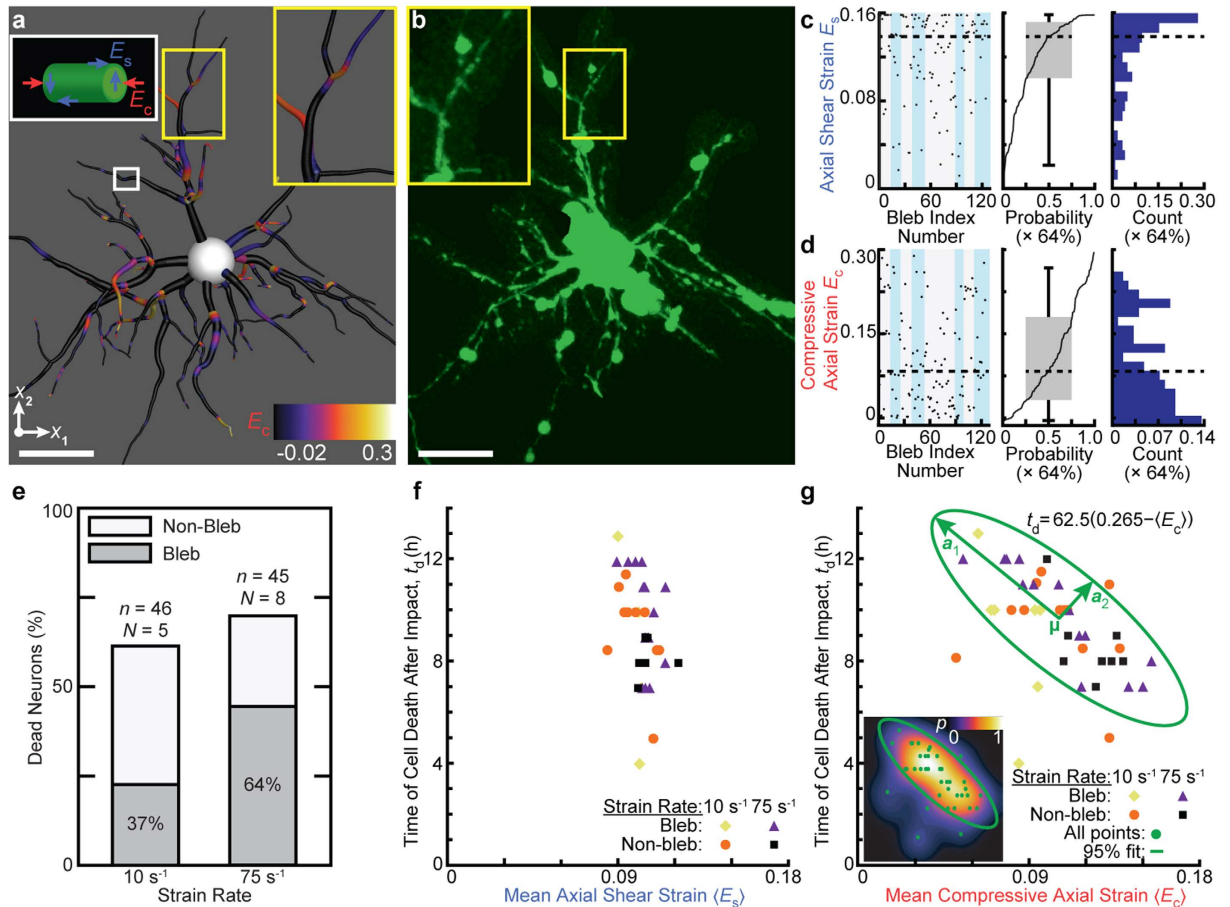 a
E_s
E_c
X_2
X_1
E_c
-0.02 0.3
b
c
Axial Shear Strain E_s
0.16
0.08
0
0 60 120
Bleb Index
Number
0 0.5 1.0
Probability
(× 64%)
0 0.15 0.30
Count
(× 64%)
d
Compressive
Axial Strain E_c
0.30
0.15
0
0 60 120
Bleb Index
Number
0 0.5 1.0
Probability
(× 64%)
0 0.07 0.14
Count
(× 64%)
e
Dead Neurons (%)
100
50
0
Non-Bleb
Bleb
n = 46
N = 5
n = 45
N = 8
37%
64%
10 s⁻¹ 75 s⁻¹
Strain Rate
f
Time of Cell Death After Impact, t_d(h)
12
8
4
0
0 0.09 0.18
Strain Rate: 10 s⁻¹ 75 s⁻¹
Bleb:
Non-bleb:
Mean Axial Shear Strain ⟨E_s⟩
g
Time of Cell Death After Impact, t_d(h)
12
8
4
0
0 0.09 0.18
t_d=62.5(0.265−⟨E_c⟩)
a_1
a_2
μ
p
0 1
Strain Rate: 10 s⁻¹ 75 s⁻¹
Bleb:
Non-bleb:
All points:
95% fit:
Mean Compressive Axial Strain ⟨E_c⟩